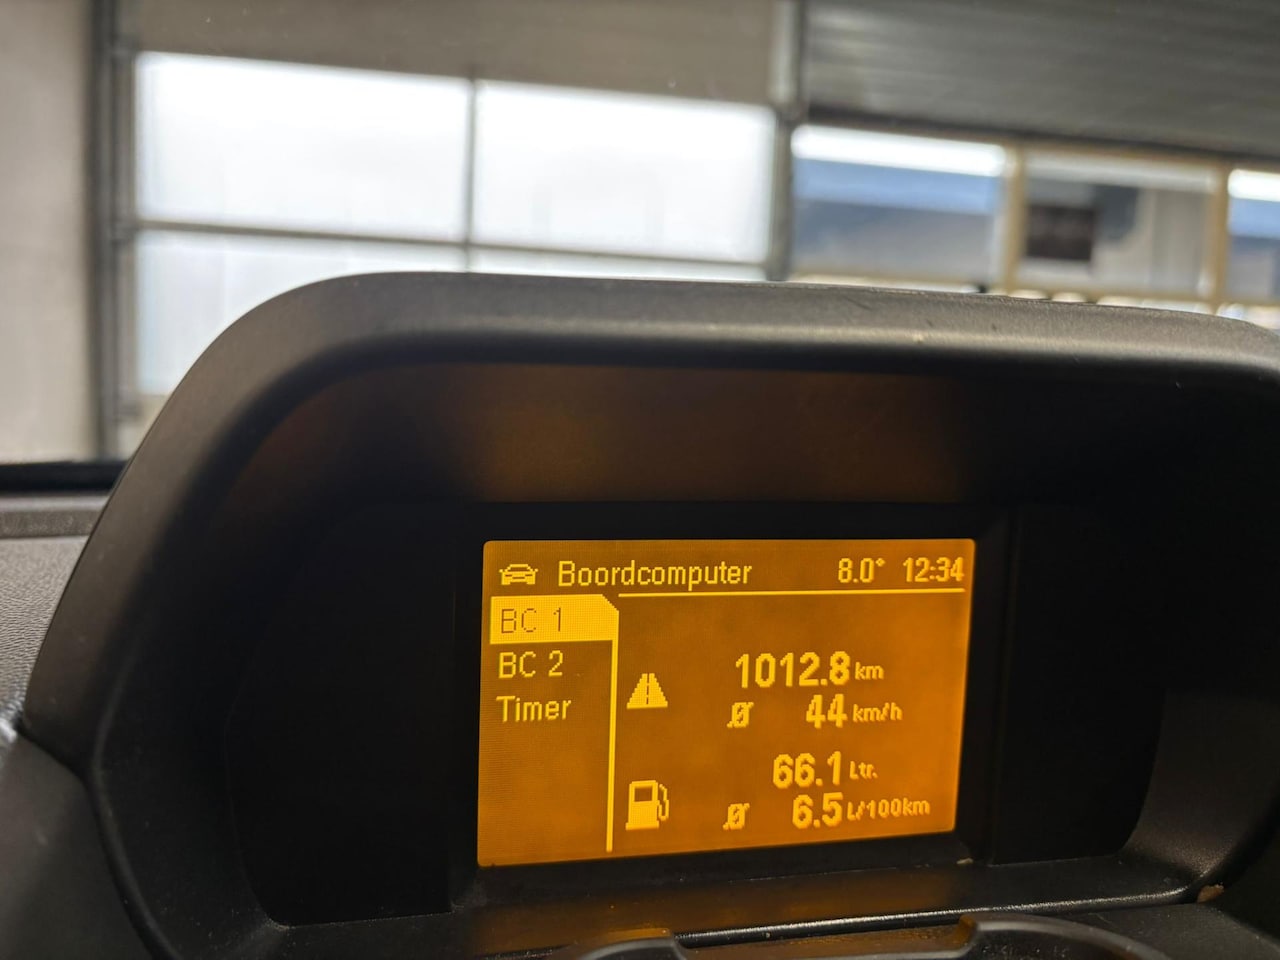 Boordcomputer 8.0° 12:34
BC 1
BC 2
Timer
1012.8 km
Ø 44 km/h
66.1 Ltr.
Ø 6.5 L/100km